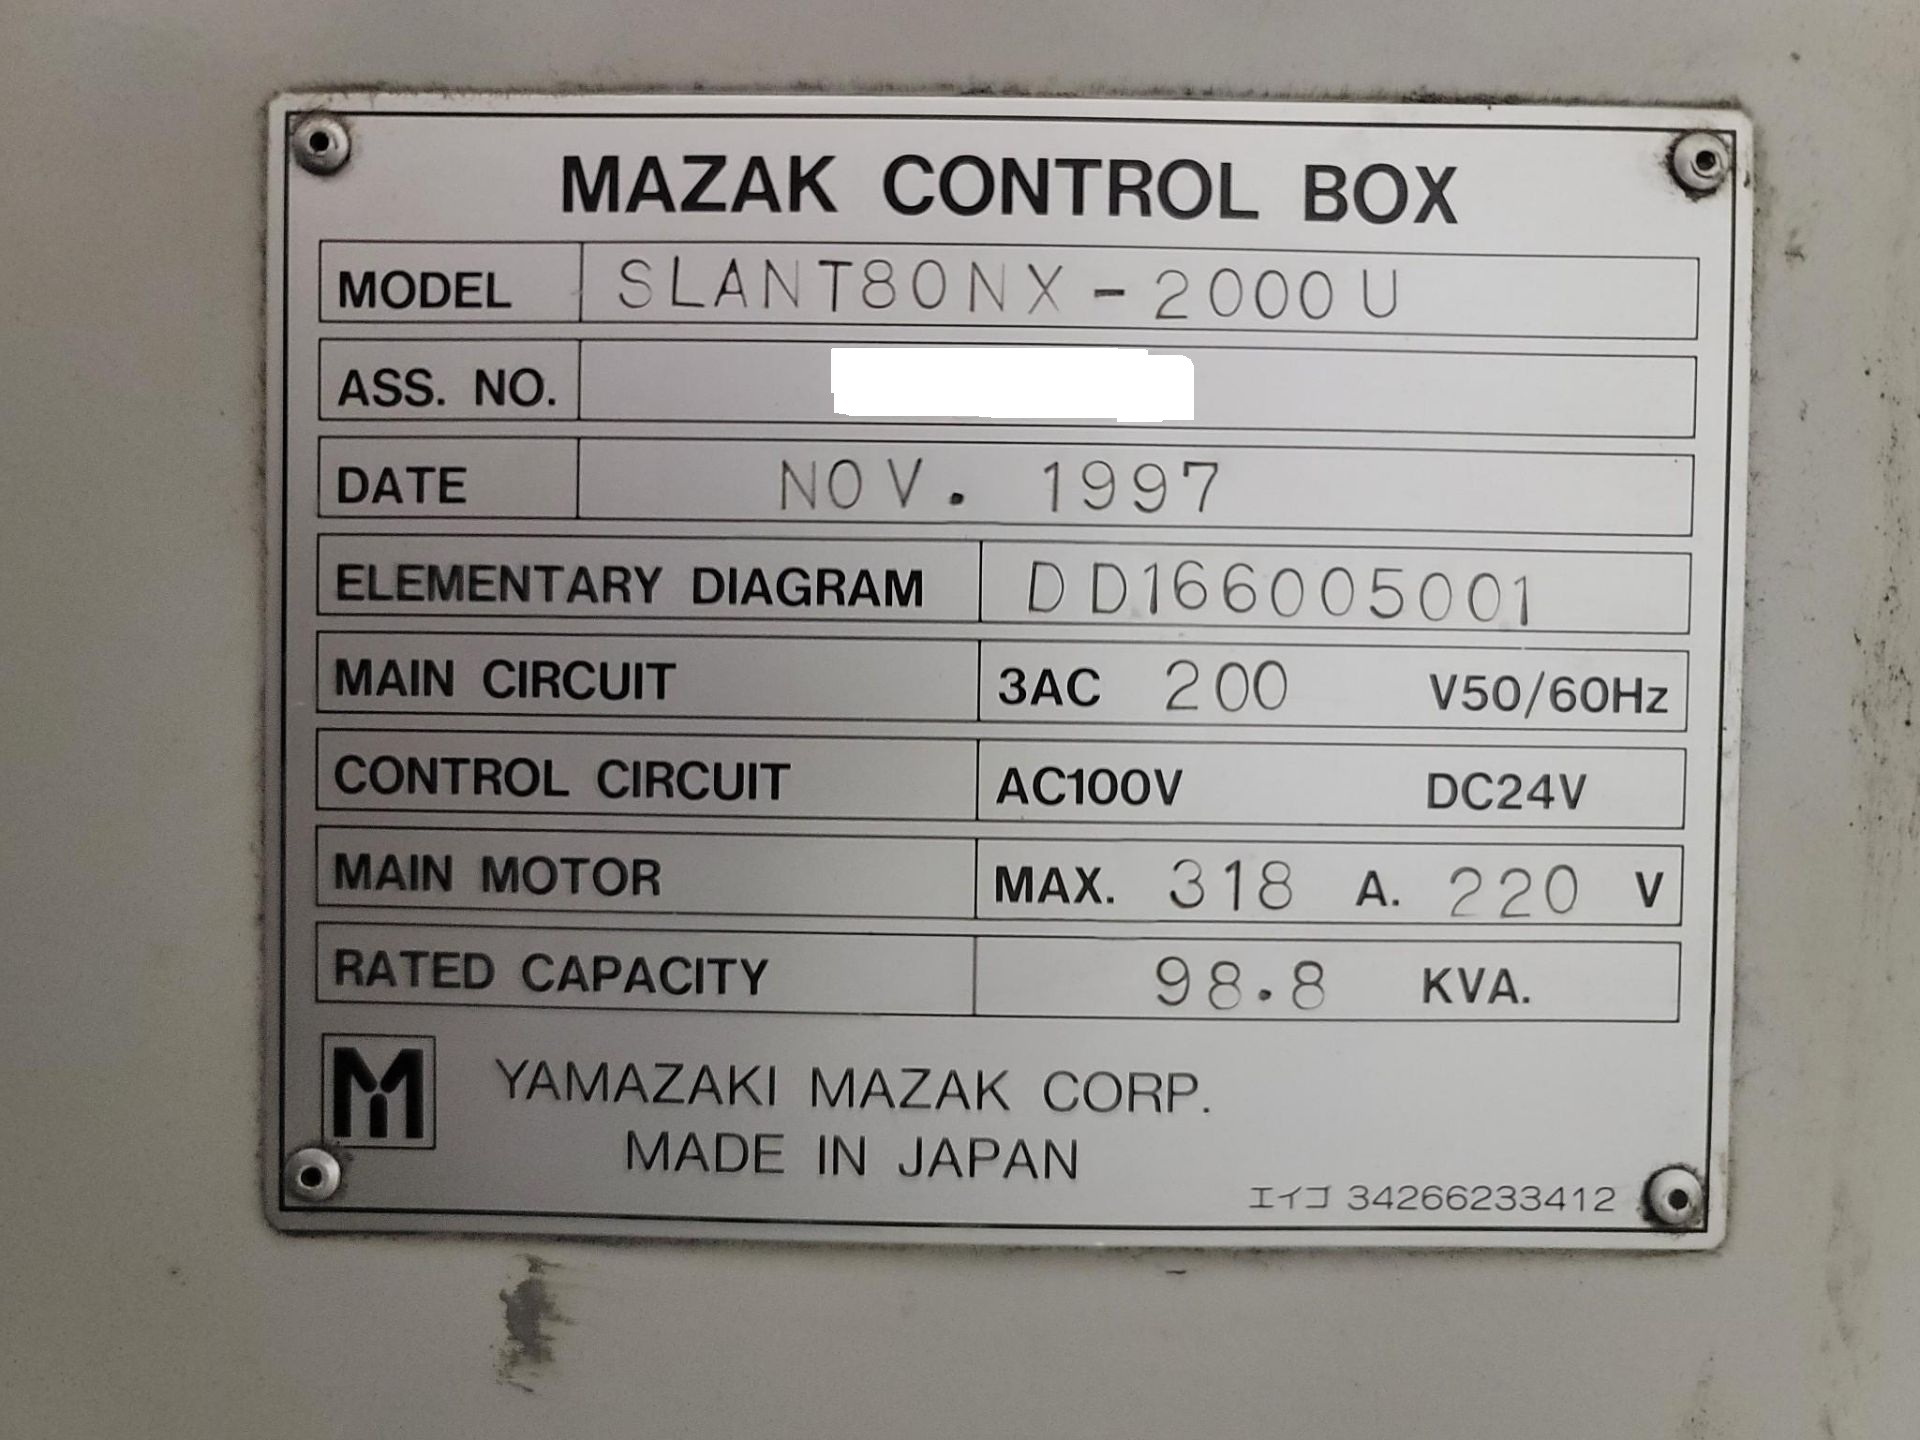 MAZAK CONTROL BOX
MODEL SLANT80NX-2000U
ASS. NO.
DATE NOV. 1997
ELEMENTARY DIAGRAM DD166005001
MAIN CIRCUIT 3AC 200 V50/60Hz
CONTROL CIRCUIT AC100V DC24V
MAIN MOTOR MAX. 318 A. 220 V
RATED CAPACITY 98.8 KVA.
YAMAZAKI MAZAK CORP.
MADE IN JAPAN
エイゴ 34266233412